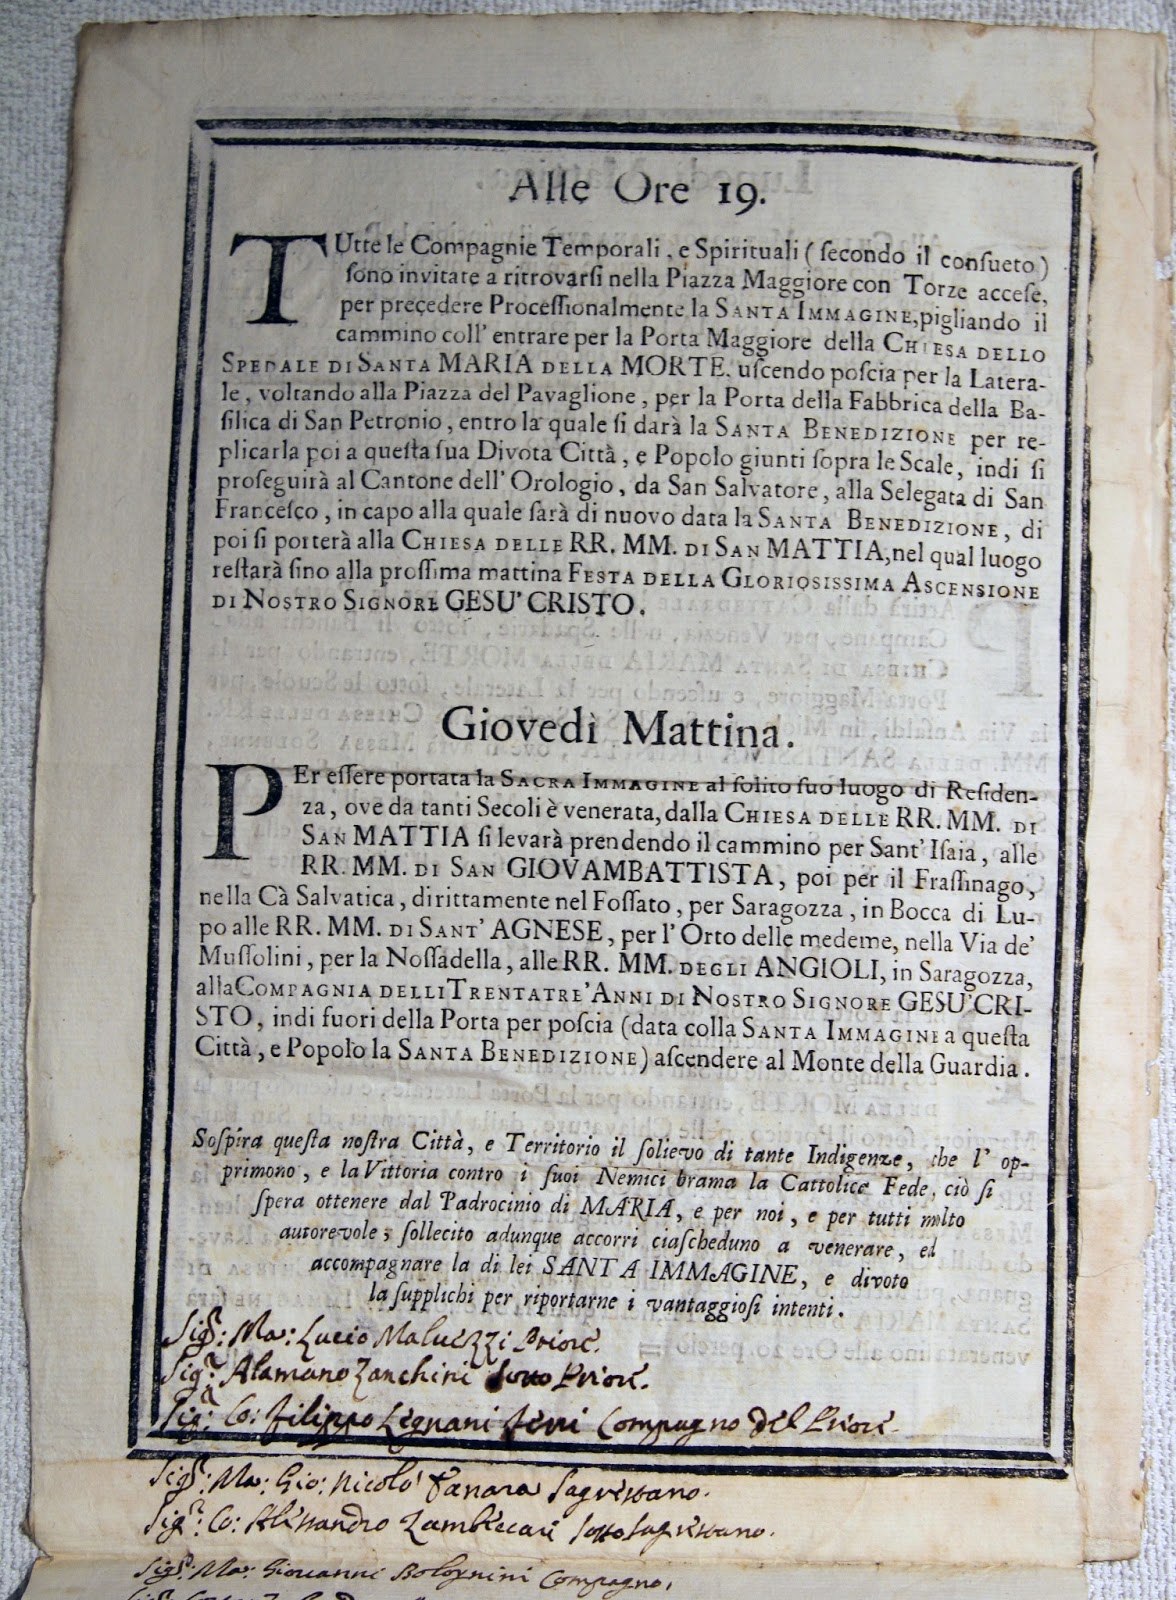 Alle Ore 19.
TUtte le Compagnie Temporali, e Spirituali (secondo il consueto)
sono invitate a ritrovarsi nella Piazza Maggiore con Torze accese,
per precedere Processionalmente la SANTA IMMAGINE, pigliando il
cammino coll' entrare per la Porta Maggiore della CHIESA DELLO
SPEDALE DI SANTA MARIA DELLA MORTE, uscendo poscia per la Latera-
le, voltando alla Piazza del Pavaglione, per la Porta della Fabbrica della Ba-
silica di San Petronio, entro la quale si darà la SANTA BENEDIZIONE per re-
plicarla poi a questa sua Divota Città, e Popolo giunti sopra le Scale, indi si
proseguirà al Cantone dell' Orologio, da San Salvatore, alla Selegata di San
Francesco, in capo alla quale sarà di nuovo data la SANTA BENEDIZIONE, di
poi si porterà alla CHIESA DELLE RR. MM. DI SAN MATTIA, nel qual luogo
restarà sino alla prossima mattina FESTA DELLA GLORIOSISSIMA ASCENSIONE
DI NOSTRO SIGNORE GESU' CRISTO.
Giovedì Mattina.
PEr essere portata la SACRA IMMAGINE al solito suo luogo di Residen-
za, ove da tanti Secoli è venerata, dalla CHIESA DELLE RR. MM. DI
SAN MATTIA si levarà prendendo il cammino per Sant' Isaia, alle
RR. MM. DI SAN GIOVAMBATTISTA, poi per il Frassinago,
nella Cà Salvatica, dirittamente nel Fossato, per Saragozza, in Bocca di Lu-
po alle RR. MM. DI SANT' AGNESE, per l' Orto delle medeme, nella Via de'
Mussolini, per la Nossadella, alle RR. MM. DEGLI ANGIOLI, in Saragozza,
alla COMPAGNIA DELLI TRENTATRE' ANNI DI NOSTRO SIGNORE GESU' CRI-
STO, indi fuori della Porta per poscia (data colla SANTA IMMAGINE a questa
Città, e Popolo la SANTA BENEDIZIONE) ascendere al Monte della Guardia.
Sospira questa nostra Città, e Territorio il solievo di tante Indigenze, che l' op-
primono, e la Vittoria contro i suoi Nemici brama la Cattolica Fede, ciò si
spera ottenere dal Padrocinio di MARIA, e per noi, e per tutti molto
autorevole; sollecito adunque accorri ciascheduno a venerare, ed
accompagnare la di lei SANTA IMMAGINE, e divoto
la supplichi per riportarne i vantaggiosi intenti.
Sig.r: Ma: Lucio Maluezzi Priore.
Sig.r Alamano Zanchini sotto Priore.
Sig.r Co: Filippo Legnani Feni Compagno del Priore.
Sig.r: Ma: Gio: Nicolò Tanara Sagrestano.
Sig.r: Co: Alessandro Zambecari sotto Sagrestano.
Sig.r: Ma: Giouanni Bolognini Compagno,